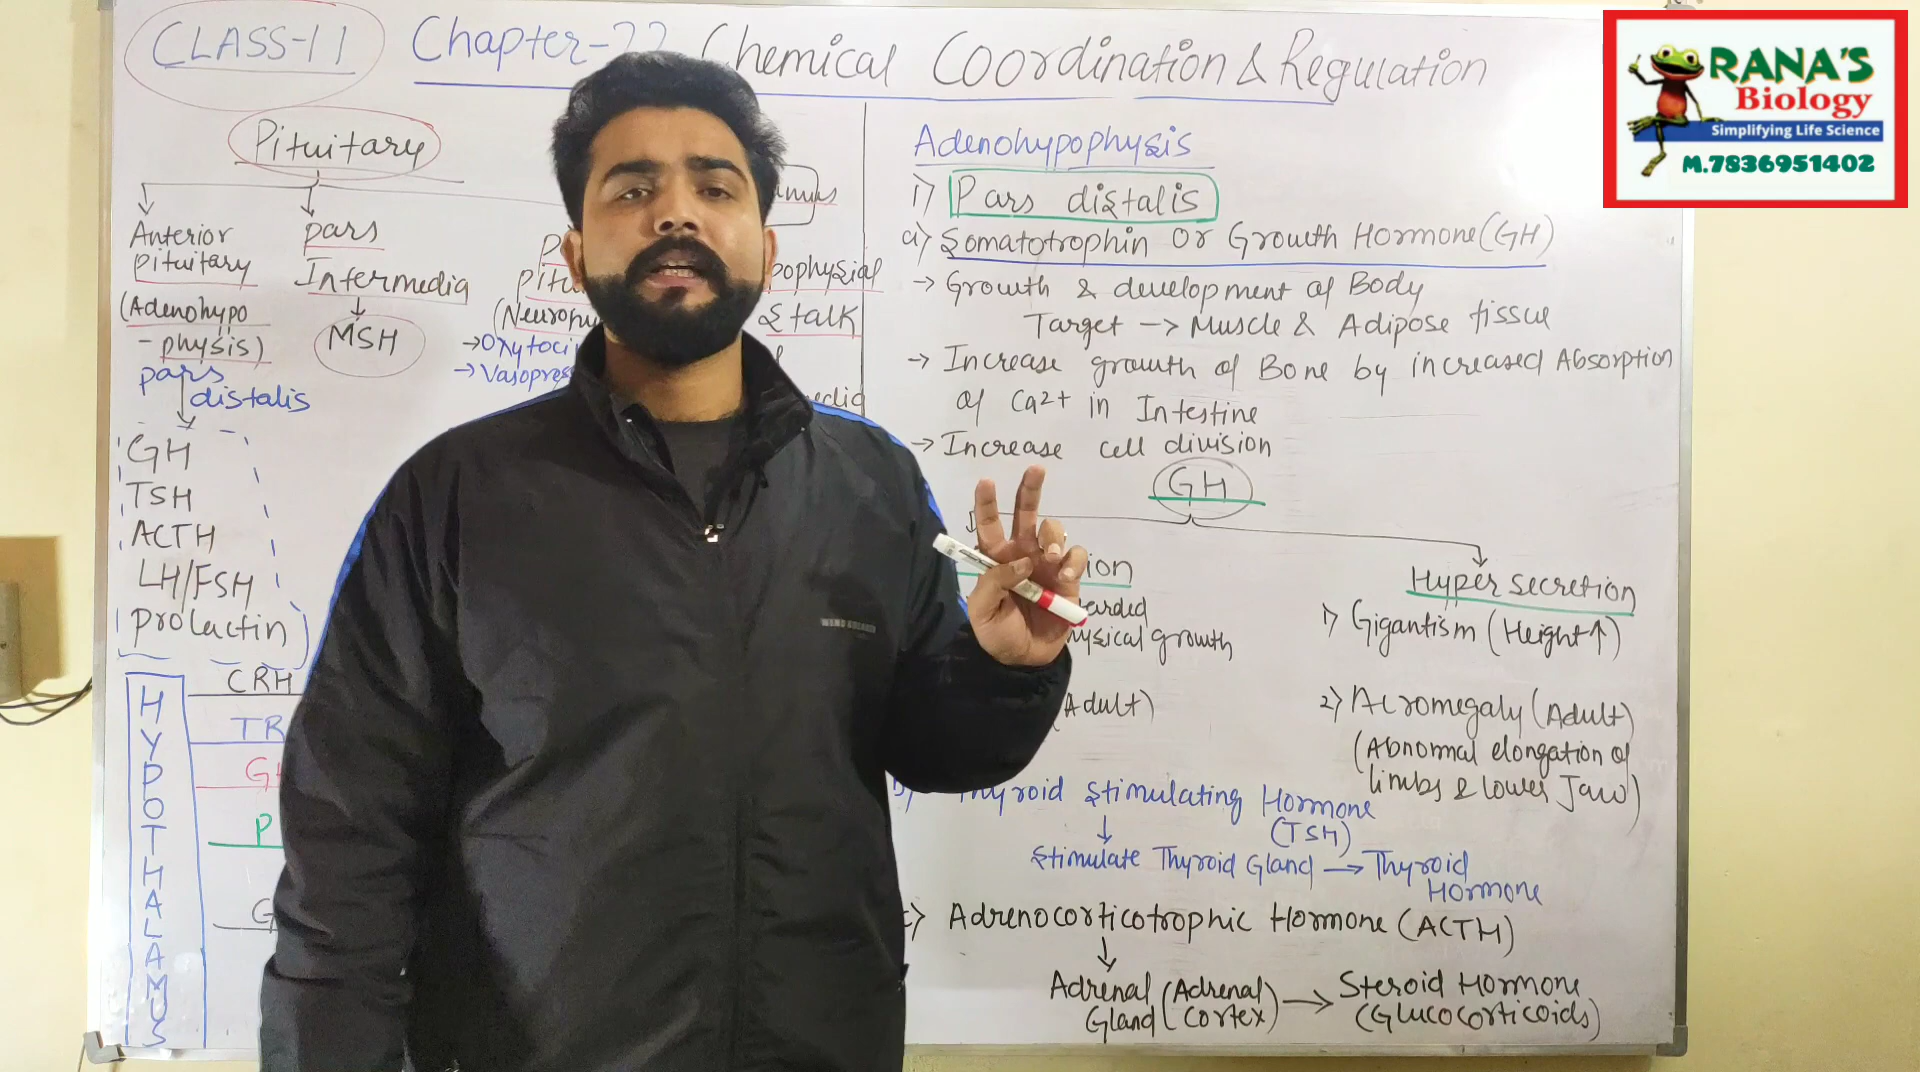 CLASS-11 Chapter-22 Chemical Coordination & Regulation
RANA'S
Biology
Simplifying Life Science
M.7836951402
Pituitary
Anterior
Pituitary
(Adenohypo
-physis)
pars
distalis
GH
TSH
ACTH
LH/FSH
Prolactin
pars
Intermedia
MSH
Stalk
HYPOTHALAMUS
CRH
Adenohypophysis
1) Pars distalis
a) Somatotrophin Or Growth Hormone (GH)
→ Growth & development of Body
Target → Muscle & Adipose tissue
→ Increase growth of Bone by increased Absorption
of Ca2+ in Intestine
→ Increase cell division
GH
growth
Adult)
Hyper secretion
1) Gigantism (Height↑)
2) Acromegaly (Adult)
(Abnormal elongation of
limbs & lower Jaw)
b) Thyroid Stimulating Hormone
(TSH)
Stimulate Thyroid Gland → Thyroid
Hormone
c) Adrenocorticotrophic Hormone (ACTH)
Adrenal (Adrenal → Steroid Hormone
Gland Cortex) (Glucocorticoids)